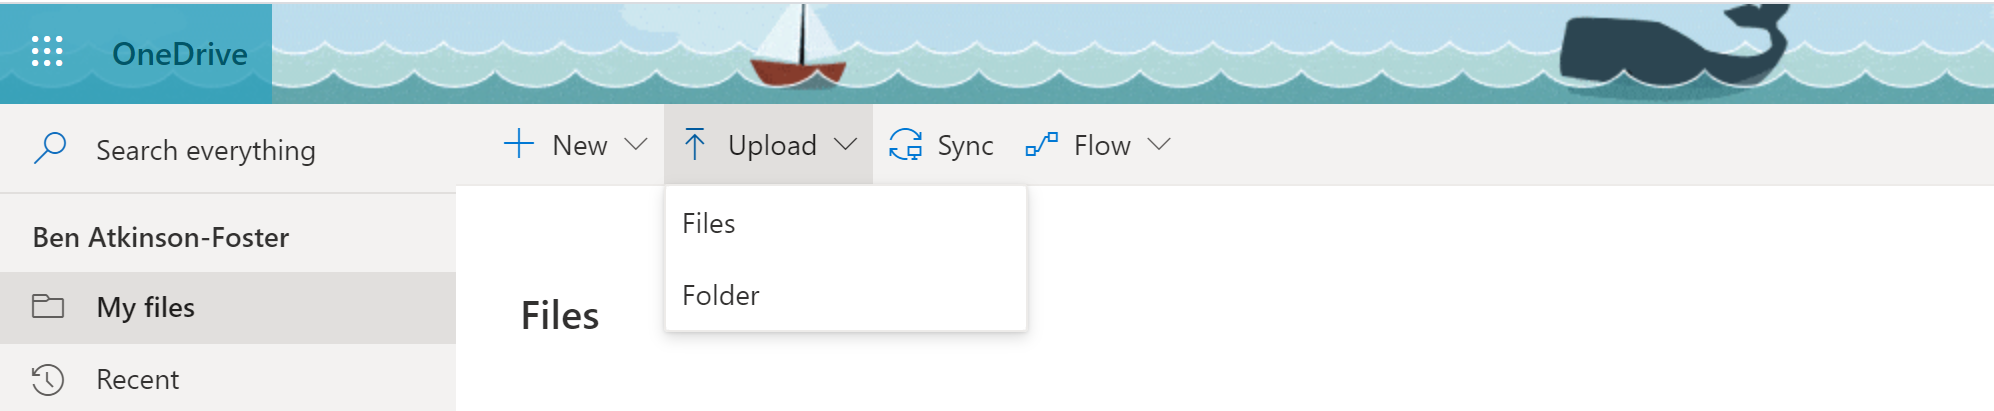 OneDrive
Search everything
New Upload Sync Flow
Files
Folder
Ben Atkinson-Foster
My files
Recent
Files